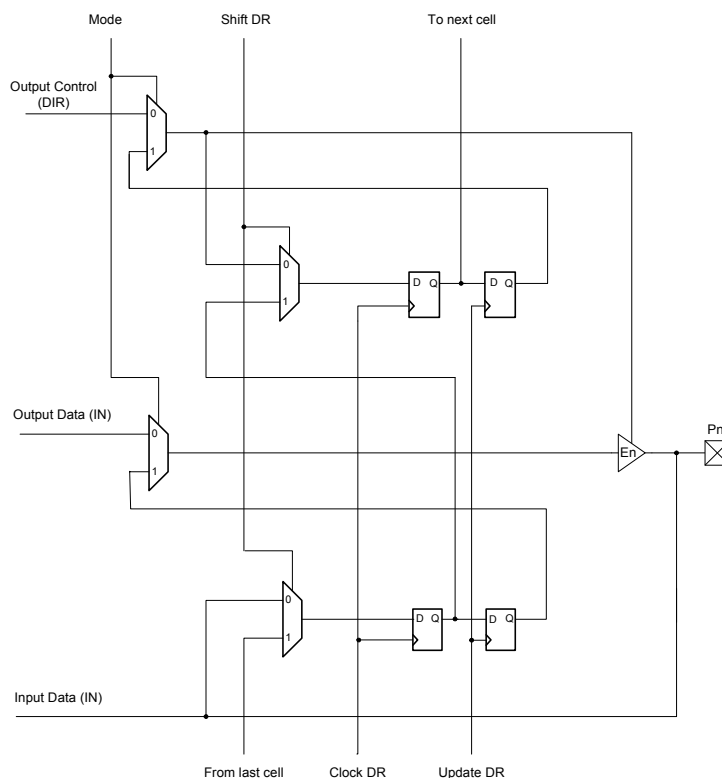 Mode
Shift DR
To next cell
Output Control
(DIR)
0
1
0
1
D Q
D Q
Output Data (IN)
0
1
En
Pn
0
1
D Q
D Q
Input Data (IN)
From last cell
Clock DR
Update DR